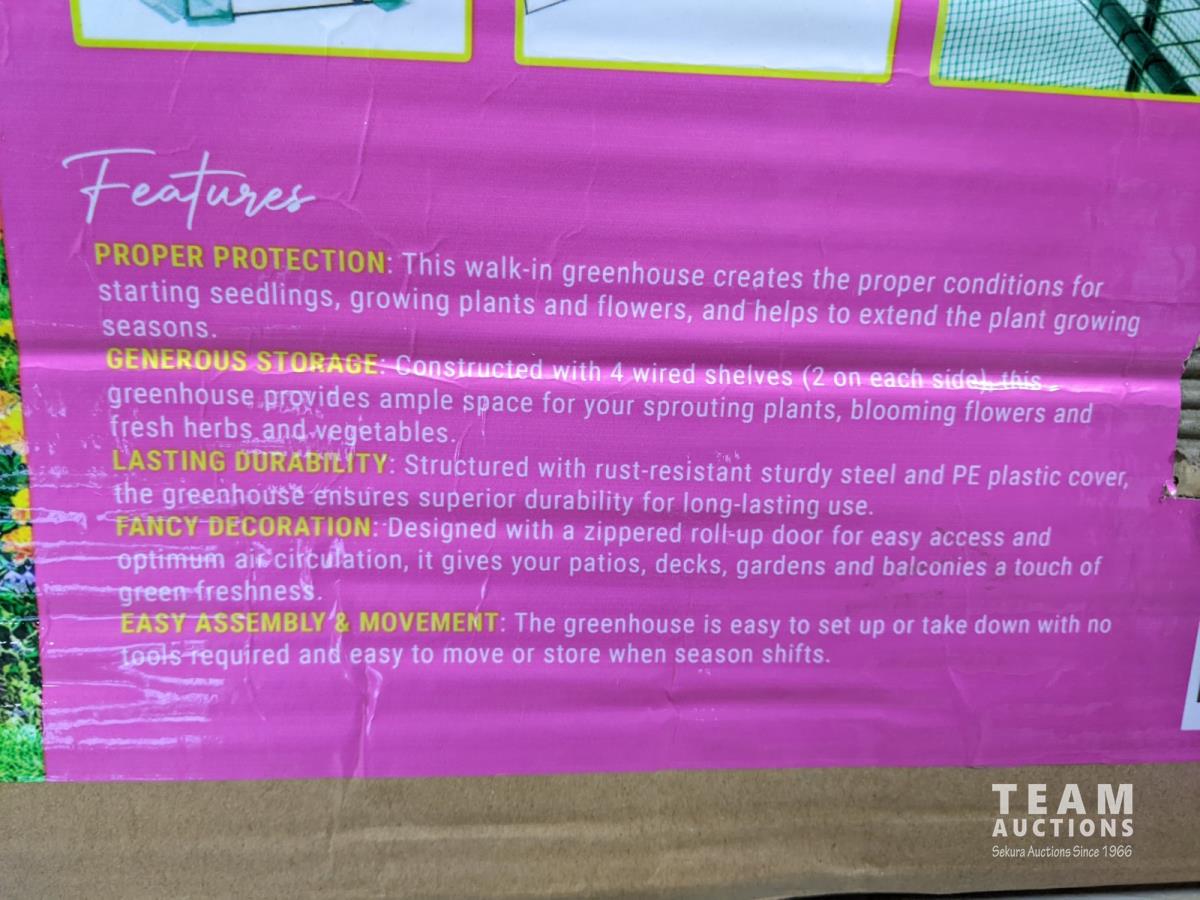 Features
PROPER PROTECTION: This walk-in greenhouse creates the proper conditions for
starting seedlings, growing plants and flowers, and helps to extend the plant growing
seasons.
GENEROUS STORAGE: Constructed with 4 wired shelves (2 on each side), this
greenhouse provides ample space for your sprouting plants, blooming flowers and
fresh herbs and vegetables.
LASTING DURABILITY: Structured with rust-resistant sturdy steel and PE plastic cover,
the greenhouse ensures superior durability for long-lasting use.
FANCY DECORATION: Designed with a zippered roll-up door for easy access and
optimum air circulation, it gives your patios, decks, gardens and balconies a touch of
green freshness.
EASY ASSEMBLY & MOVEMENT: The greenhouse is easy to set up or take down with no
tools required and easy to move or store when season shifts.
TEAM
AUCTIONS
Sekura Auctions Since 1966